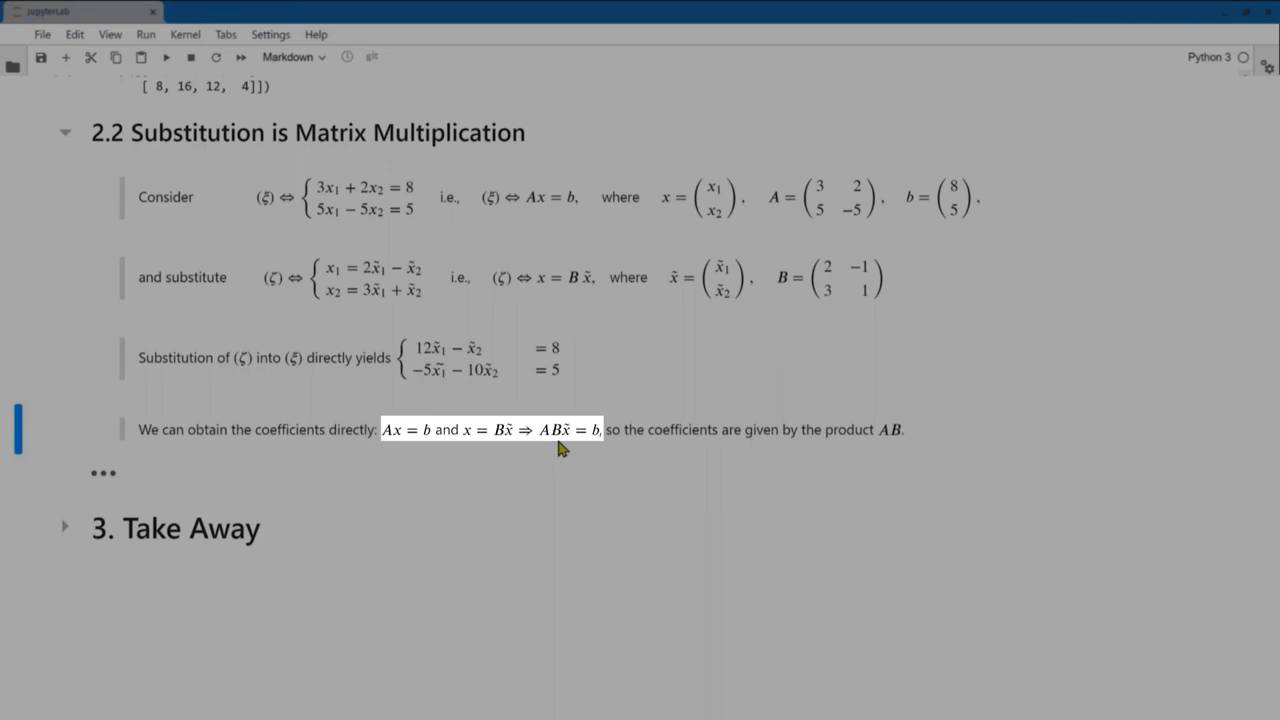 JupyterLab ×
File Edit View Run Kernel Tabs Settings Help
Markdown git Python 3
[ 8, 16, 12, 4]])
2.2 Substitution is Matrix Multiplication
Consider (ξ) ⇔ { 3x₁ + 2x₂ = 8 5x₁ − 5x₂ = 5 i.e., (ξ) ⇔ Ax = b, where x = (x₁ x₂), A = (3 2 5 −5), b = (8 5),
and substitute (ζ) ⇔ { x₁ = 2x̃₁ − x̃₂ x₂ = 3x̃₁ + x̃₂ i.e., (ζ) ⇔ x = B x̃, where x̃ = (x̃₁ x̃₂), B = (2 −1 3 1)
Substitution of (ζ) into (ξ) directly yields { 12x̃₁ − x̃₂ = 8 −5x̃₁ − 10x̃₂ = 5
We can obtain the coefficients directly: Ax = b and x = Bx̃ ⇒ ABx̃ = b, so the coefficients are given by the product AB.
•••
3. Take Away